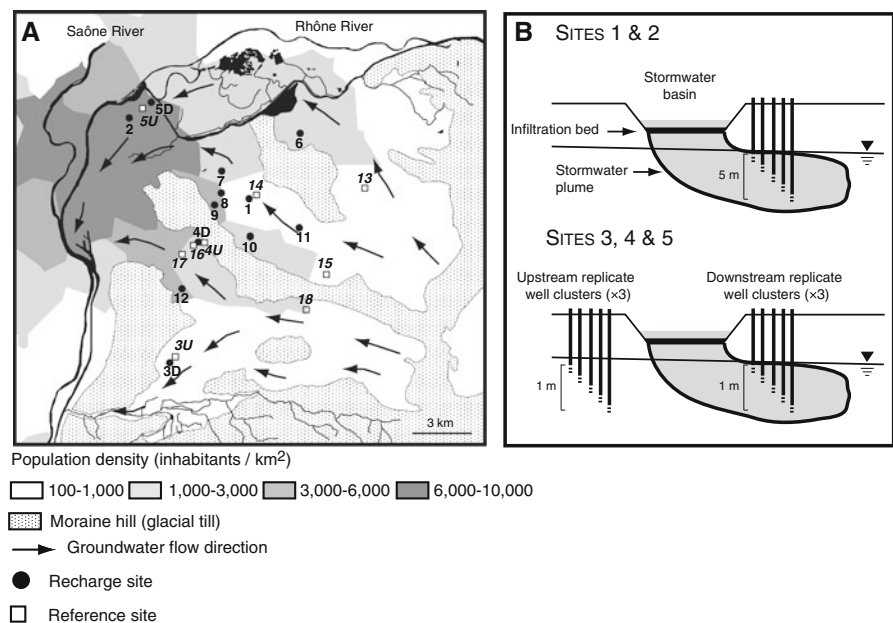 A
Saône River
Rhône River
5D
5U
2
6
7
8
9
14
1
13
10
11
4D
4U
16
17
15
12
18
3U
3D
3 km
B
SITES 1 & 2
Stormwater
basin
Infiltration bed
Stormwater
plume
5 m
SITES 3, 4 & 5
Upstream replicate
well clusters (×3)
Downstream replicate
well clusters (×3)
1 m
1 m
Population density (inhabitants / km²)
100-1,000
1,000-3,000
3,000-6,000
6,000-10,000
Moraine hill (glacial till)
Groundwater flow direction
Recharge site
Reference site